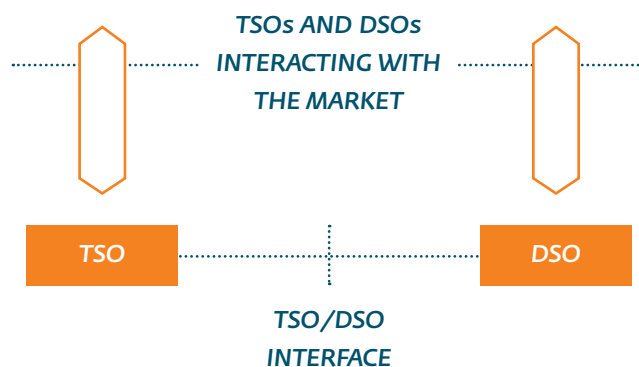 TSOs AND DSOs
INTERACTING WITH
THE MARKET
TSO
DSO
TSO/DSO
INTERFACE